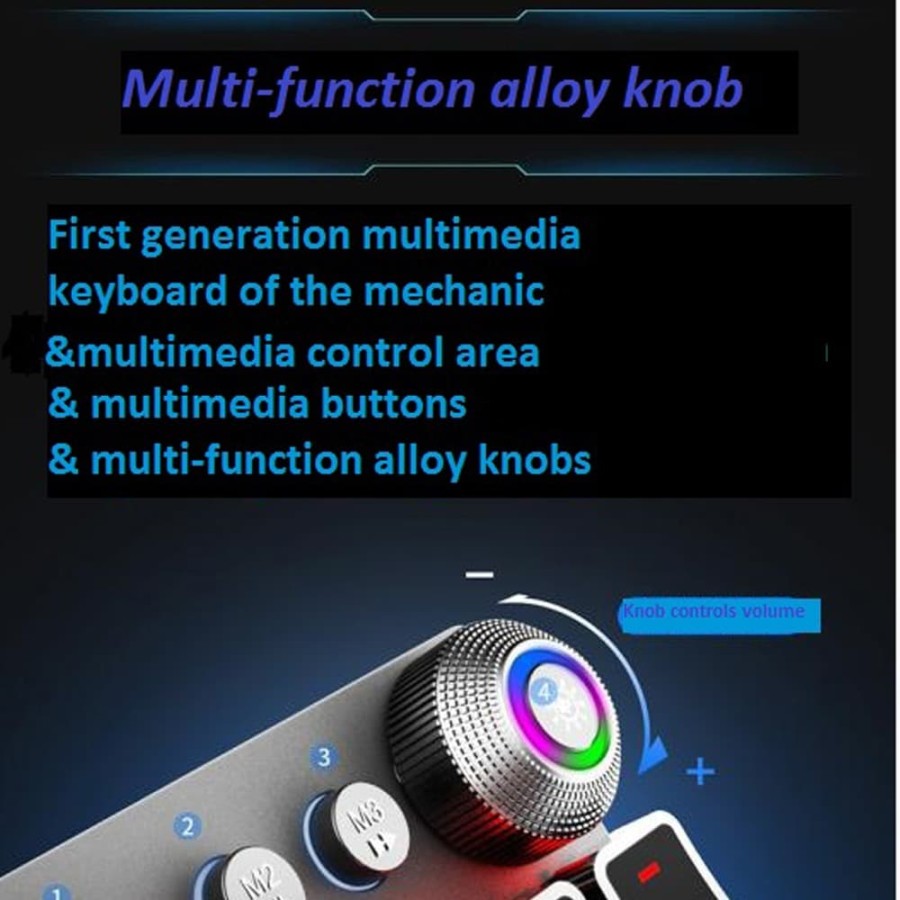 Multi-function alloy knob
First generation multimedia
keyboard of the mechanic
&multimedia control area
& multimedia buttons
& multi-function alloy knobs
−
Knob controls volume
4
+
3
M3
2
M2
1